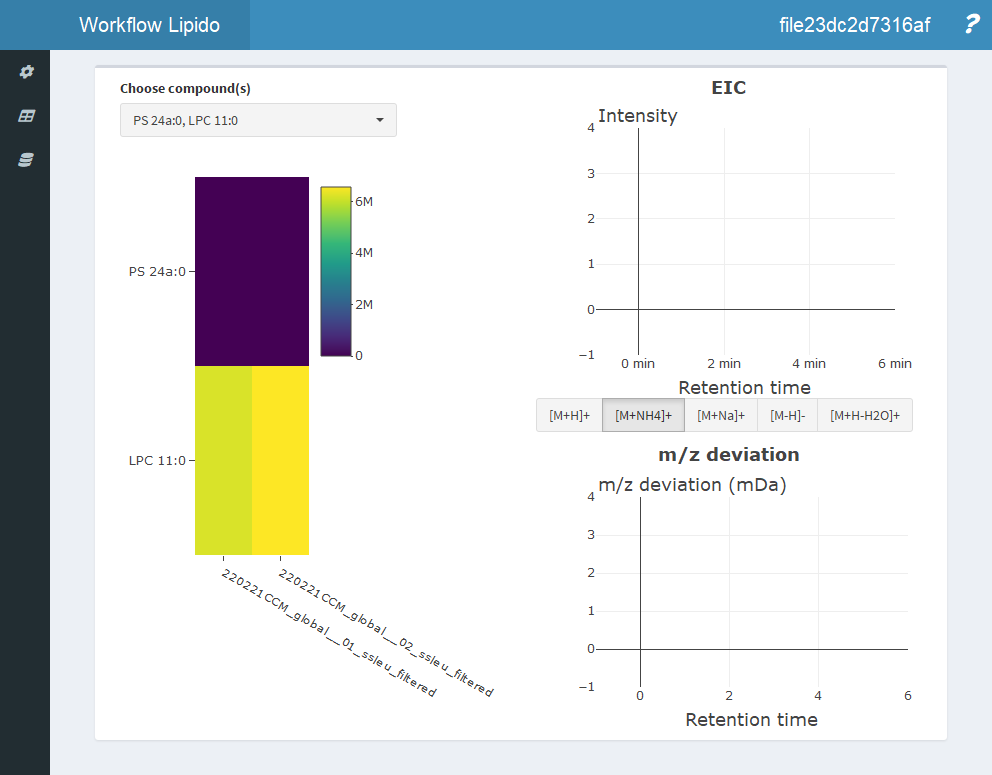 Workflow Lipido
file23dc2d7316af
?
Choose compound(s)
PS 24a:0, LPC 11:0
PS 24a:0
LPC 11:0
6M
4M
2M
0
220221CCM_global__01_ssleu_filtered
220221CCM_global__02_ssleu_filtered
EIC
Intensity
4
3
2
1
0
−1
0 min
2 min
4 min
6 min
Retention time
[M+H]+
[M+NH4]+
[M+Na]+
[M-H]-
[M+H-H2O]+
m/z deviation
m/z deviation (mDa)
4
3
2
1
0
−1
0
2
4
6
Retention time